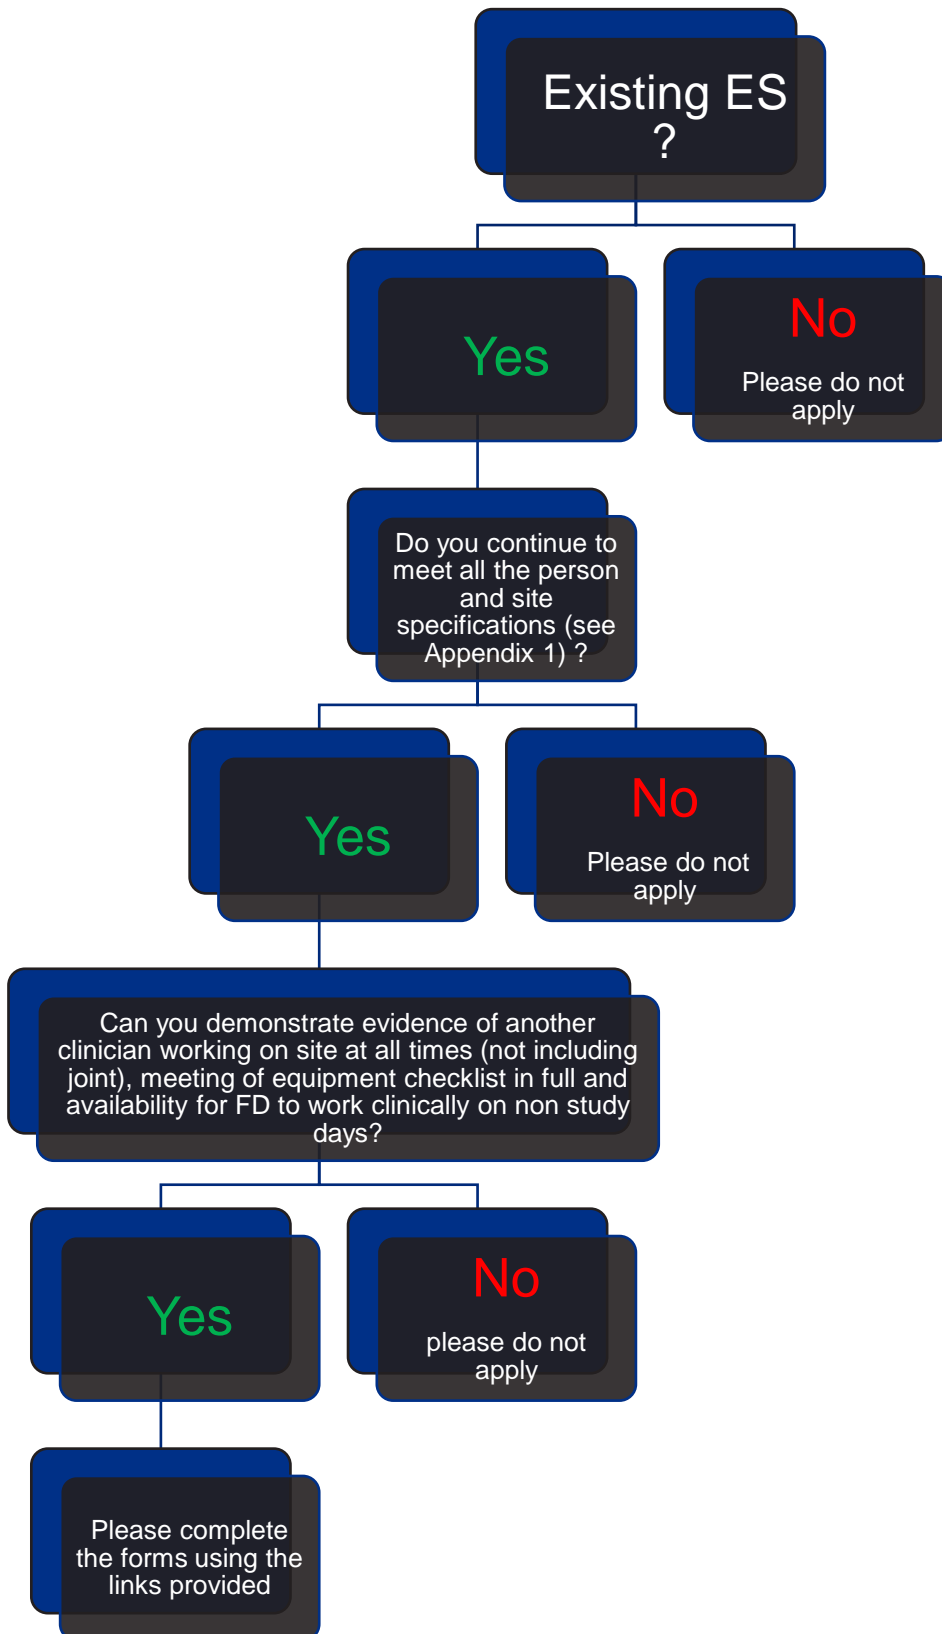 Existing ES
?
Yes
No
Please do not
apply
Do you continue to
meet all the person
and site
specifications (see
Appendix 1) ?
Yes
No
Please do not
apply
Can you demonstrate evidence of another
clinician working on site at all times (not including
joint), meeting of equipment checklist in full and
availability for FD to work clinically on non study
days?
Yes
No
please do not
apply
Please complete
the forms using the
links provided